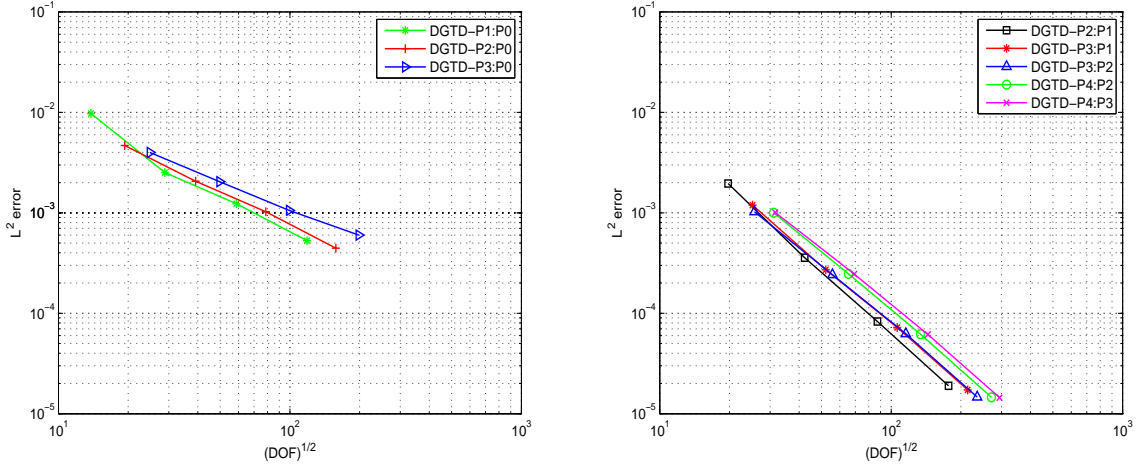 10^-1
10^-2
10^-3
10^-4
10^-5
10^1
10^2
10^3
L^2 error
(DOF)^1/2
DGTD–P1:P0
DGTD–P2:P0
DGTD–P3:P0
10^-1
10^-2
10^-3
10^-4
10^-5
10^1
10^2
10^3
L^2 error
(DOF)^1/2
DGTD–P2:P1
DGTD–P3:P1
DGTD–P3:P2
DGTD–P4:P2
DGTD–P4:P3